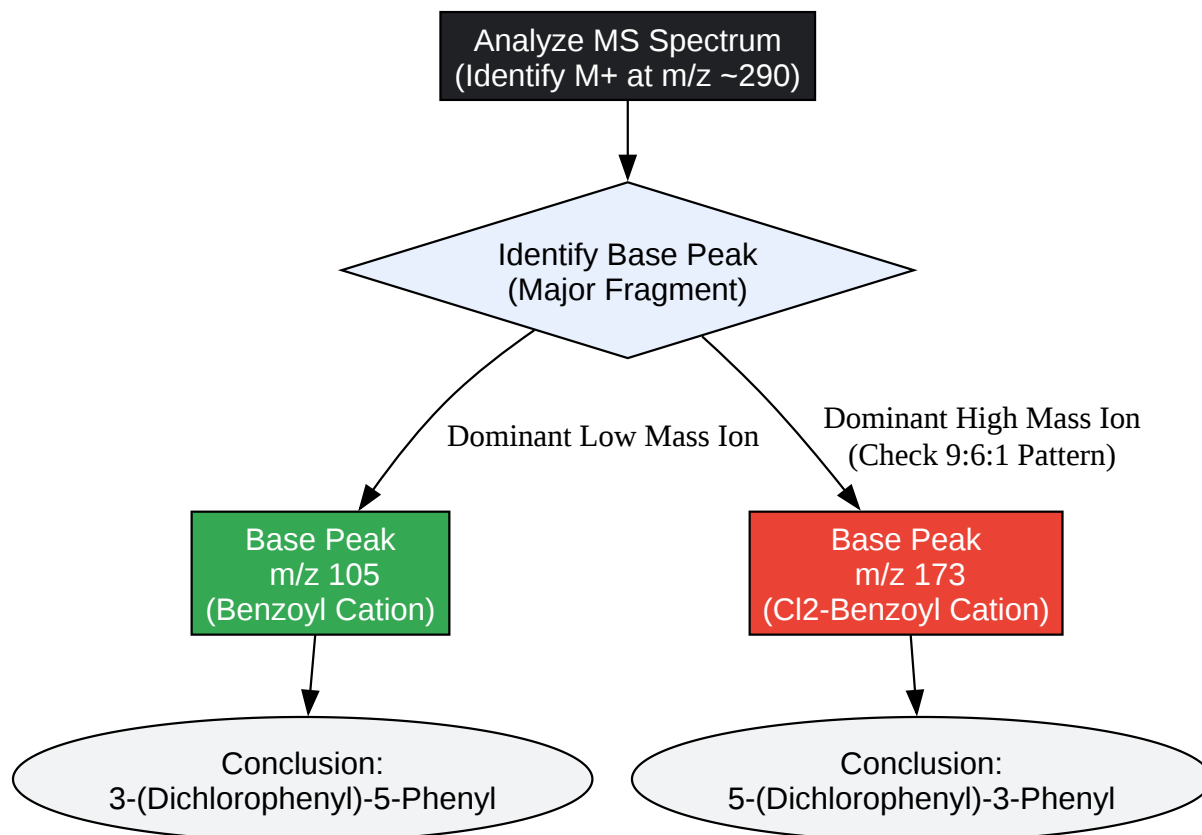 Analyze MS Spectrum
(Identify M+ at m/z ~290)
Identify Base Peak
(Major Fragment)
Dominant Low Mass Ion
Dominant High Mass Ion
(Check 9:6:1 Pattern)
Base Peak
m/z 105
(Benzoyl Cation)
Base Peak
m/z 173
(Cl2-Benzoyl Cation)
Conclusion:
3-(Dichlorophenyl)-5-Phenyl
Conclusion:
5-(Dichlorophenyl)-3-Phenyl